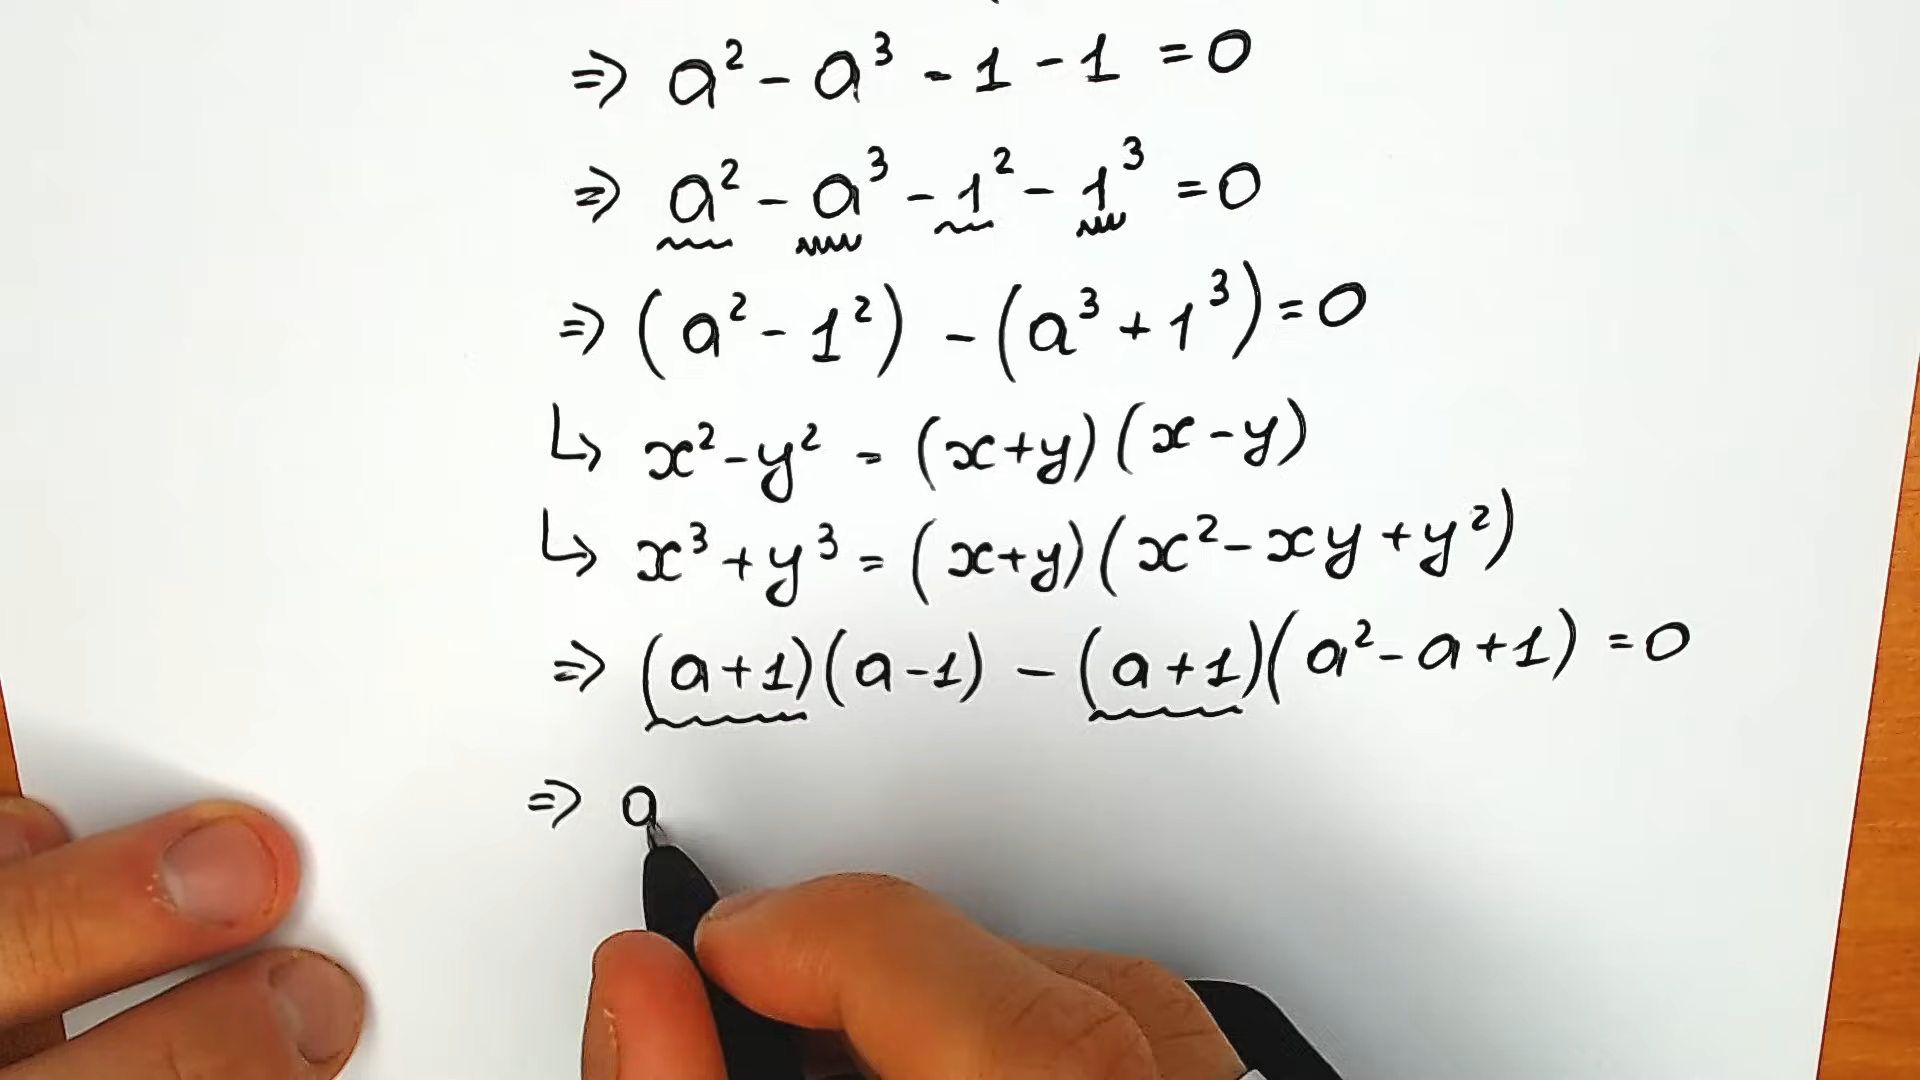 ⇒ a² - a³ - 1 - 1 = 0
⇒ a² - a³ - 1² - 1³ = 0
⇒ (a² - 1²) - (a³ + 1³) = 0
↳ x² - y² = (x+y)(x-y)
↳ x³ + y³ = (x+y)(x² - xy + y²)
⇒ (a+1)(a-1) - (a+1)(a² - a + 1) = 0
⇒ a